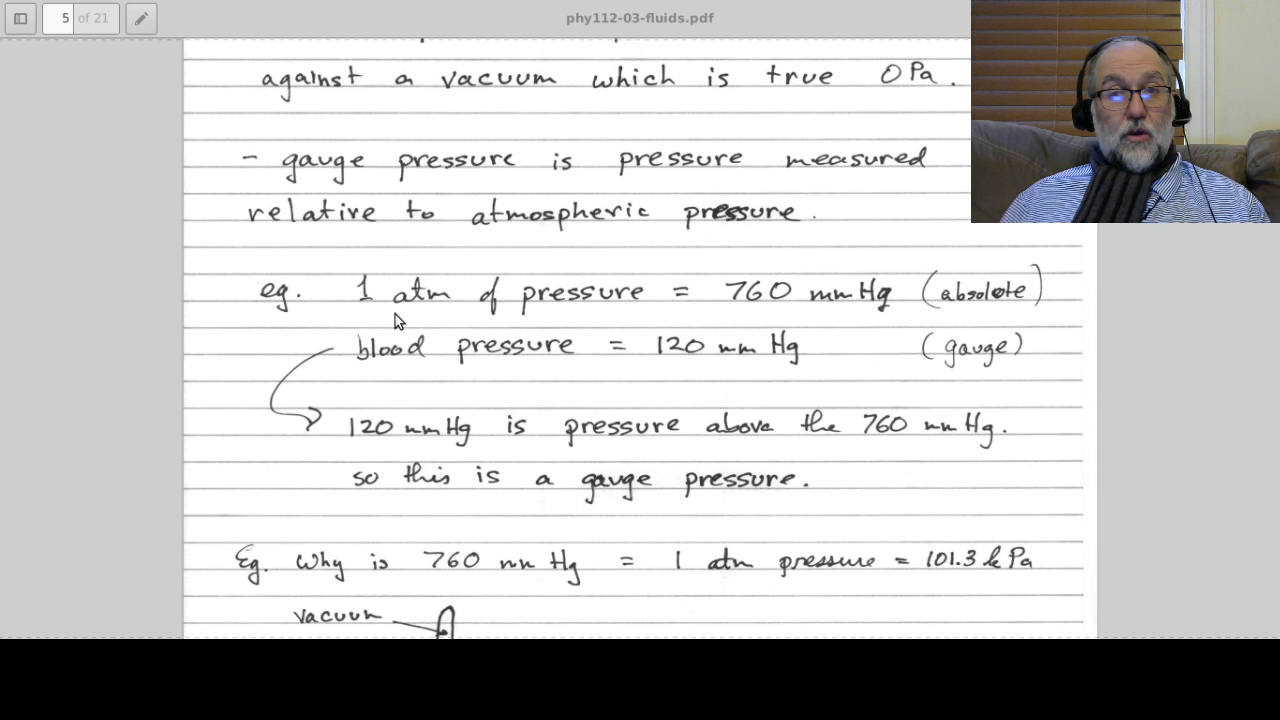 5 of 21
phy112-03-fluids.pdf
against a vacuum which is true 0 Pa.
- gauge pressure is pressure measured
relative to atmospheric pressure.
eg. 1 atm of pressure = 760 mmHg (absolute)
blood pressure = 120 mm Hg (gauge)
120 mmHg is pressure above the 760 mmHg.
so this is a gauge pressure.
Eg. Why is 760 mm Hg = 1 atm pressure = 101.3 kPa
vacuum